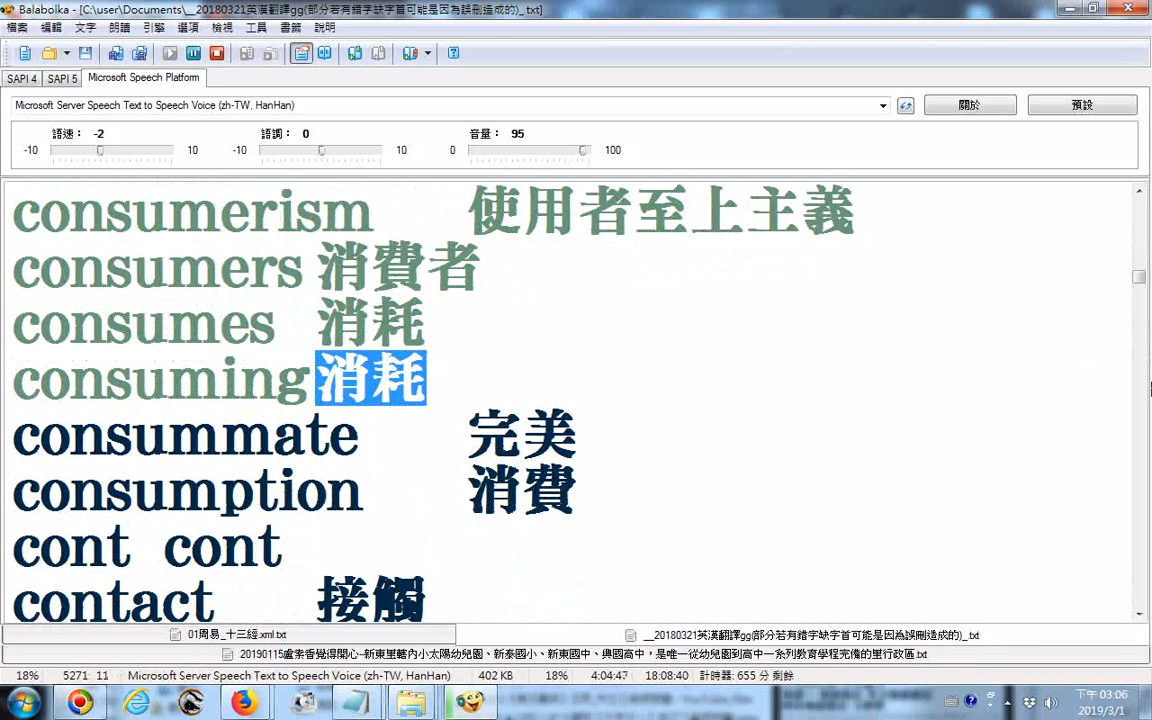 Balabolka - [C:\user\Documents\__20180321英漢翻譯gg(部分若有錯字缺字首可能是因為誤刪造成的)_.txt]
檔案 編輯 文字 朗讀 引擎 選項 檢視 工具 書籤 說明
SAPI 4 SAPI 5 Microsoft Speech Platform
Microsoft Server Speech Text to Speech Voice (zh-TW, HanHan) 關於 預設
語速： -2 語調： 0 音量： 95
-10 10 -10 10 0 100
consumerism 使用者至上主義
consumers 消費者
consumes 消耗
consuming 消耗
consummate 完美
consumption 消費
cont cont
contact 接觸
01周易_十三經.xml.txt __20180321英漢翻譯gg(部分若有錯字缺字首可能是因為誤刪造成的)_.txt
20190115盧素香覺得開心-新東里轄內小太陽幼兒園、新泰國小、新東國中、興國高中，是唯一從幼兒園到高中一系列教育學程完備的里行政區.txt
18% 5271 11 Microsoft Server Speech Text to Speech Voice (zh-TW, HanHan) 402 KB 18% 4:04:47 18:08:40 計時器: 655 分 剩餘
下午 03:06
2019/3/1